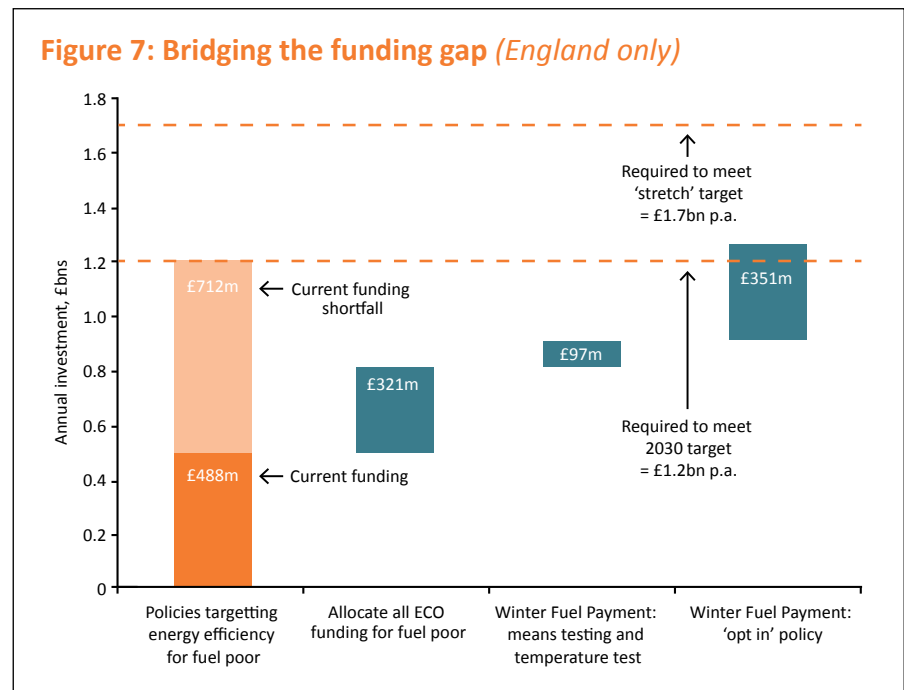 Figure 7: Bridging the funding gap (England only)
Annual investment, £bns
1.8
1.6
1.4
1.2
1.0
0.8
0.6
0.4
0.2
0
£712m
Current funding
shortfall
£488m
Current funding
£321m
£97m
£351m
Required to meet
‘stretch’ target
= £1.7bn p.a.
Required to meet
2030 target
= £1.2bn p.a.
Policies targetting
energy efficiency
for fuel poor
Allocate all ECO
funding for fuel poor
Winter Fuel Payment:
means testing and
temperature test
Winter Fuel Payment:
‘opt in’ policy